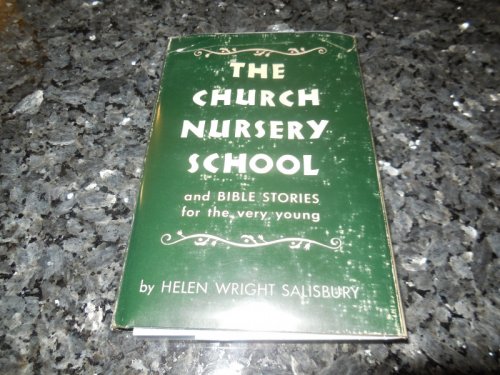 THE
CHURCH
NURSERY
SCHOOL
and BIBLE STORIES
for the very young
by HELEN WRIGHT SALISBURY